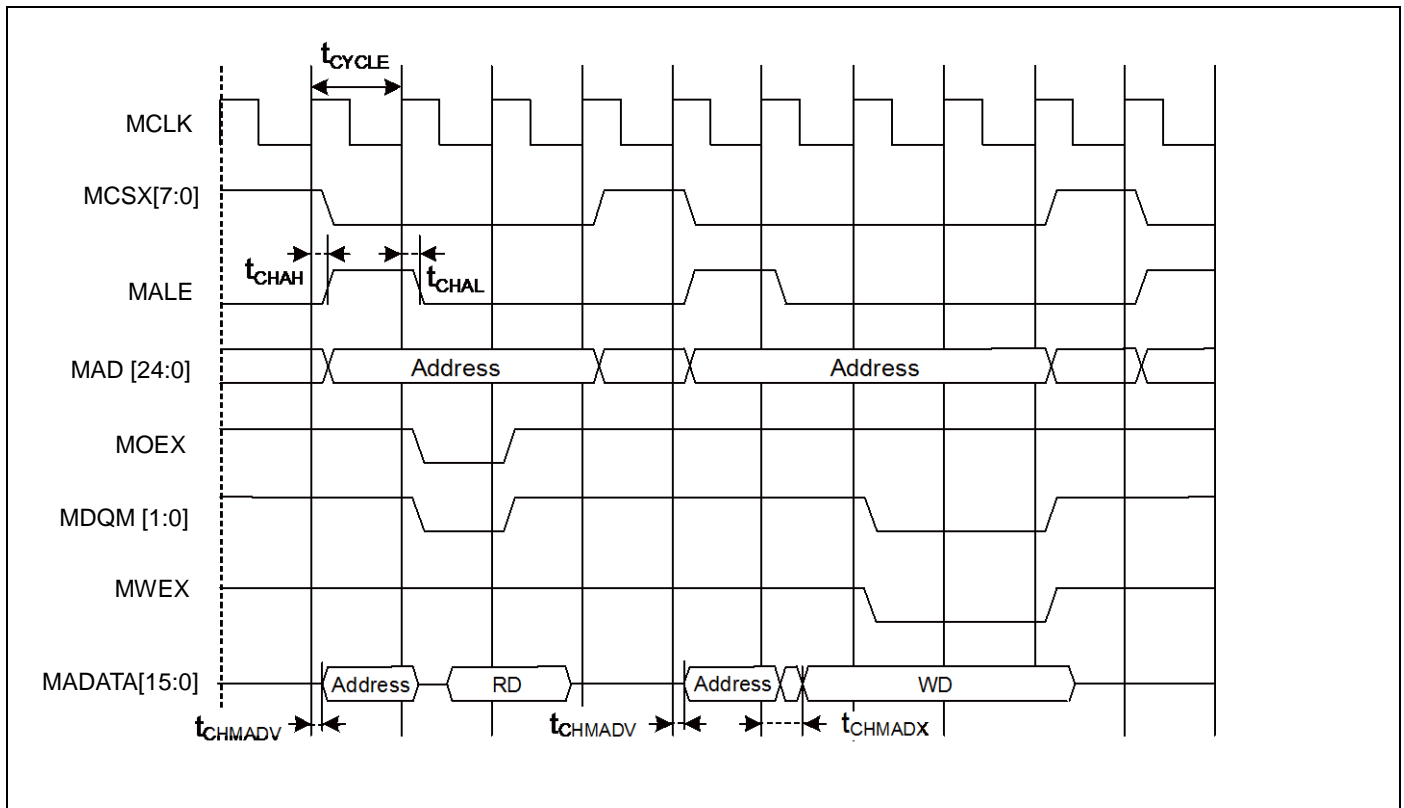 tCYCLE
MCLK
MCSX[7:0]
tCHAH
tCHAL
MALE
MAD [24:0]
Address
Address
MOEX
MDQM [1:0]
MWEX
MADATA[15:0]
Address
RD
Address
WD
tCHMADV
tCHMADV
tCHMADX